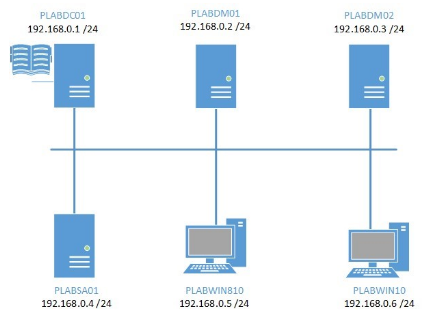 PLABDC01
192.168.0.1 /24
PLABDM01
192.168.0.2 /24
PLABDM02
192.168.0.3 /24
PLABSA01
192.168.0.4 /24
PLABWIN810
192.168.0.5 /24
PLABWIN10
192.168.0.6 /24